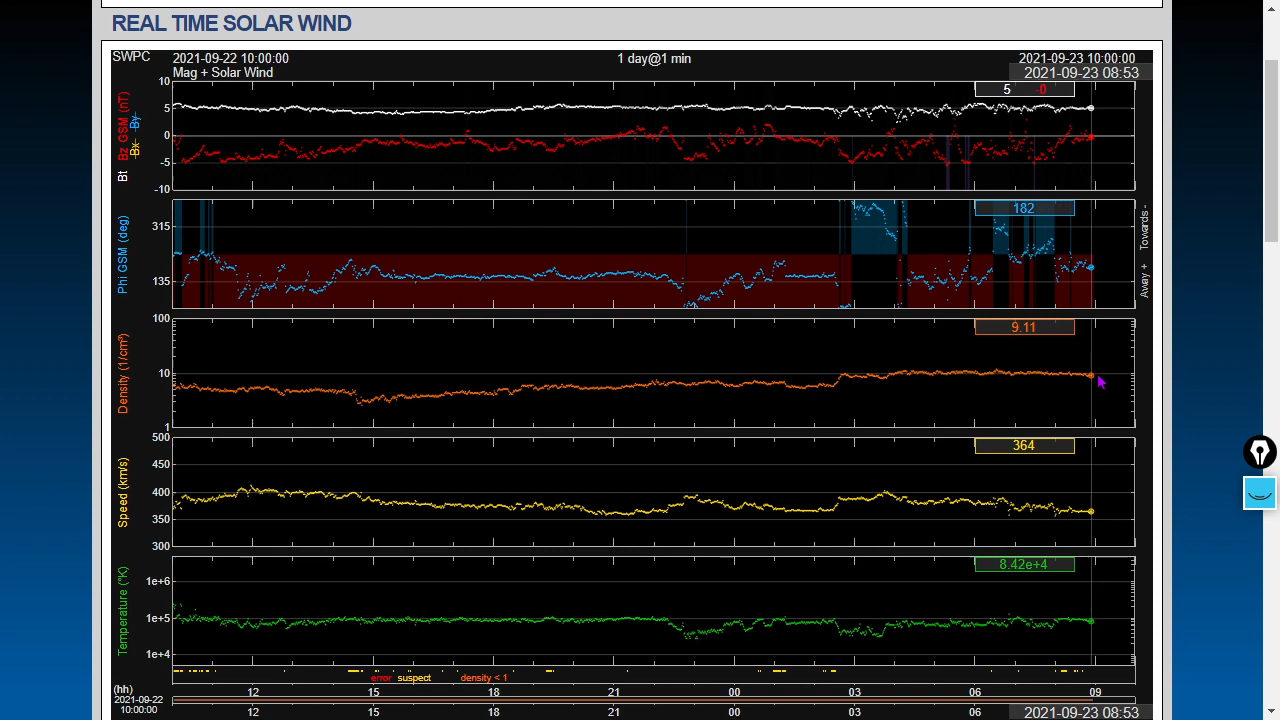 REAL TIME SOLAR WIND
SWPC 2021-09-22 10:00:00 1 day@1 min 2021-09-23 10:00:00
Mag + Solar Wind 2021-09-23 08:53
10
5 -0
5
0
-5
-10
Bt Bz GSM (nT)
-Bx- -By-
182
315
135
Phi GSM (deg)
Away + Towards -
100
9.11
10
1
Density (1/cm³)
500
364
450
400
350
300
Speed (km/s)
8.42e+4
1e+6
1e+5
1e+4
Temperature (°K)
error suspect density < 1
(hh) 12 15 18 21 00 03 06 09
2021-09-22
10:00:00
12 15 18 21 00 03 06 2021-09-23 08:53